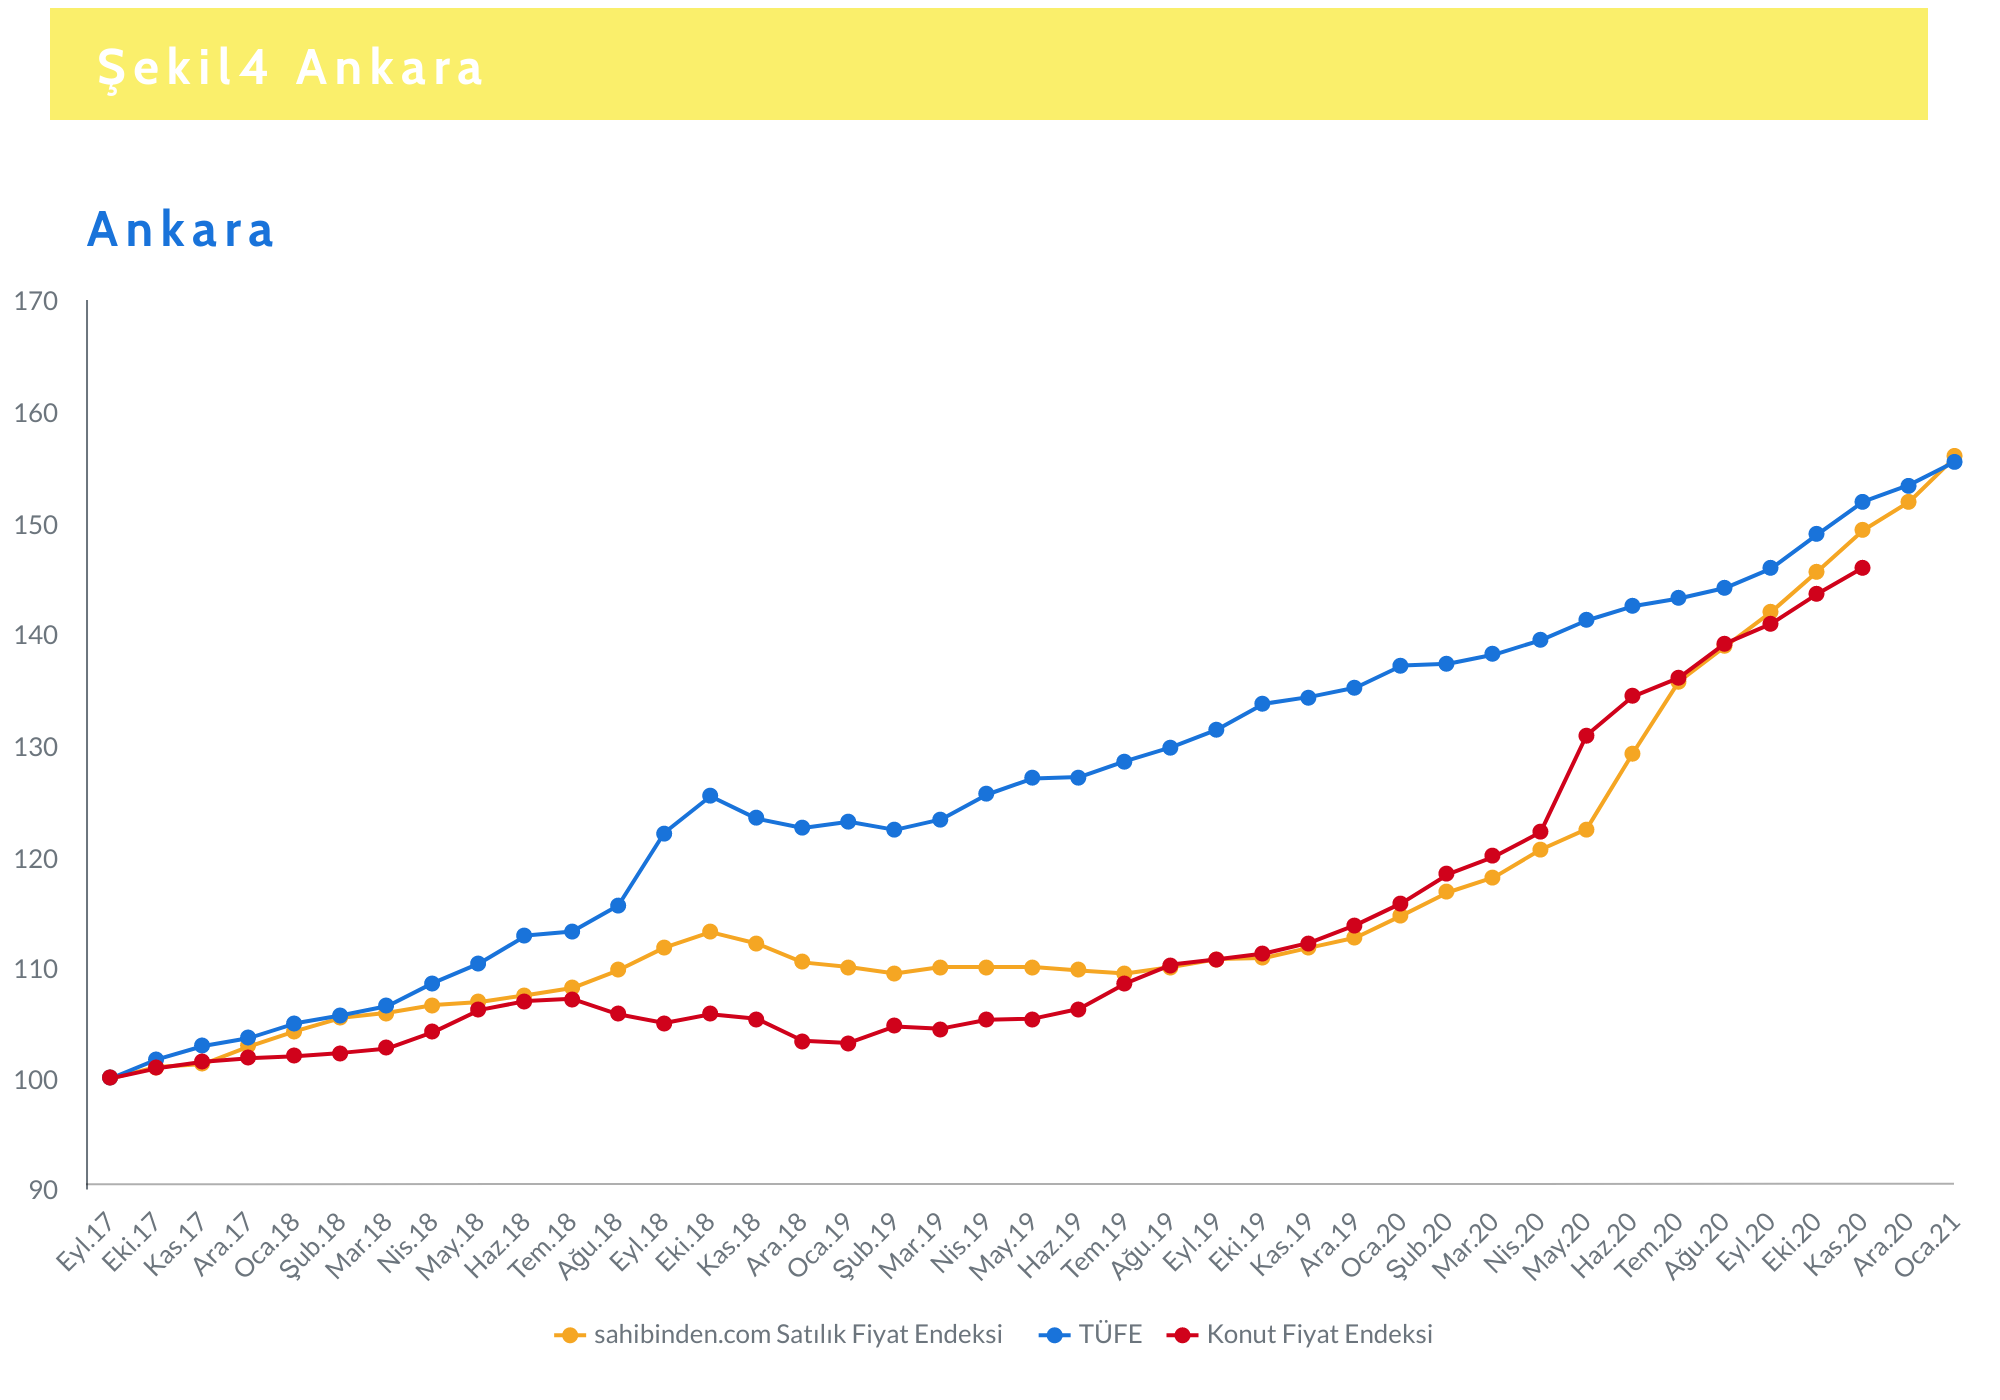 Şekil4 Ankara
Ankara
170
160
150
140
130
120
110
100
90
Eyl.17 Eki.17 Kas.17 Ara.17 Oca.18 Şub.18 Mar.18 Nis.18 May.18 Haz.18 Tem.18 Ağu.18 Eyl.18 Eki.18 Kas.18 Ara.18 Oca.19 Şub.19 Mar.19 Nis.19 May.19 Haz.19 Tem.19 Ağu.19 Eyl.19 Eki.19 Kas.19 Ara.19 Oca.20 Şub.20 Mar.20 Nis.20 May.20 Haz.20 Tem.20 Ağu.20 Eyl.20 Eki.20 Kas.20 Ara.20 Oca.21
sahibinden.com Satılık Fiyat Endeksi TÜFE Konut Fiyat Endeksi